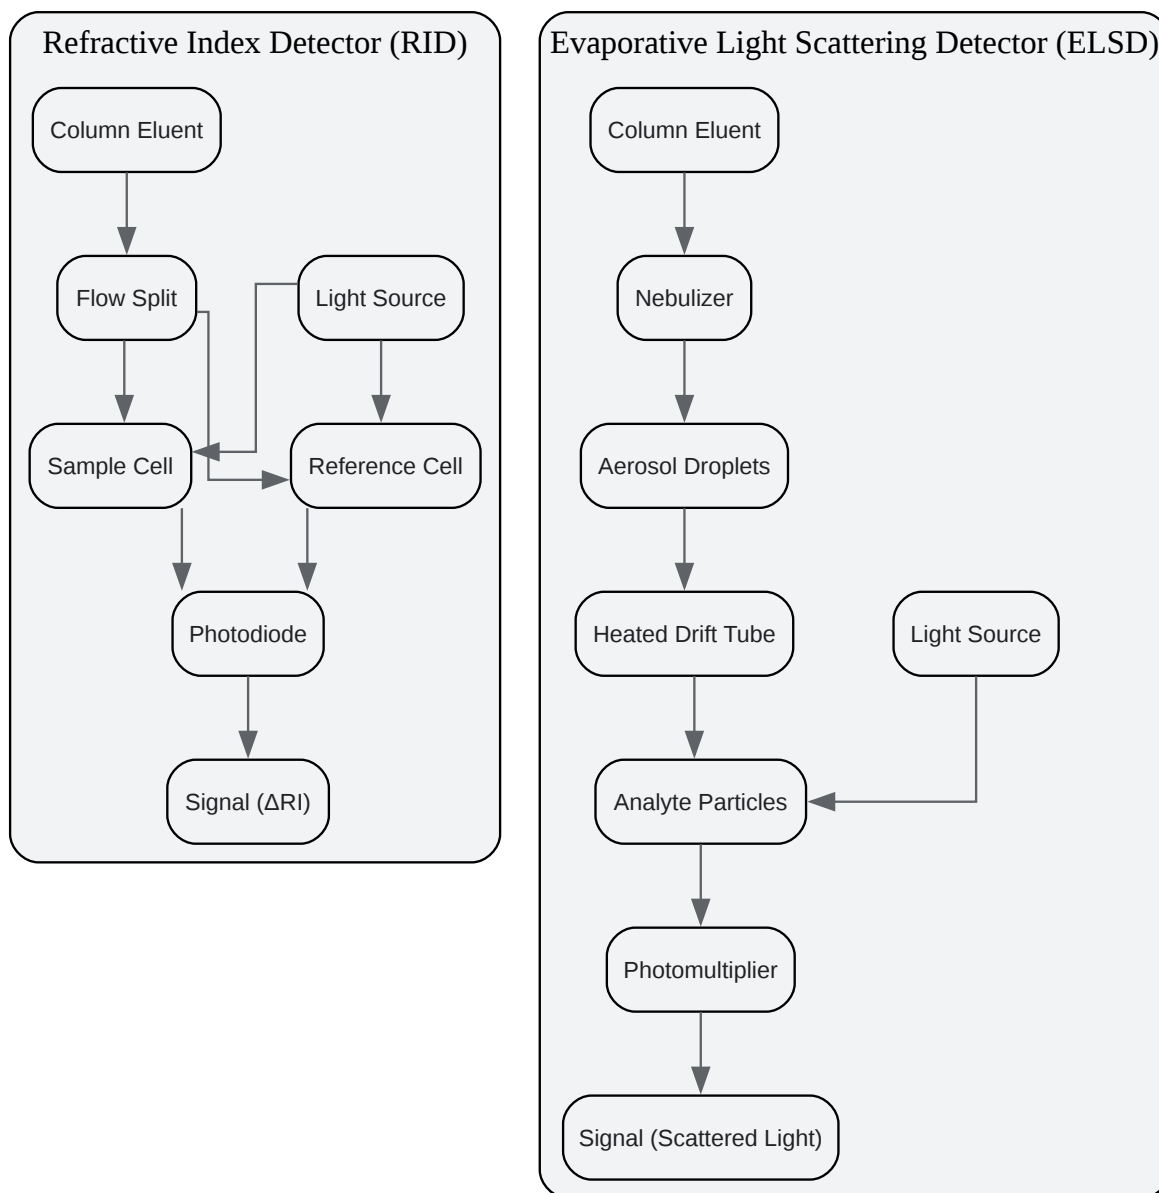 Refractive Index Detector (RID)
Column Eluent
Flow Split
Light Source
Sample Cell
Reference Cell
Photodiode
Signal (ΔRI)
Evaporative Light Scattering Detector (ELSD)
Column Eluent
Nebulizer
Aerosol Droplets
Heated Drift Tube
Light Source
Analyte Particles
Photomultiplier
Signal (Scattered Light)